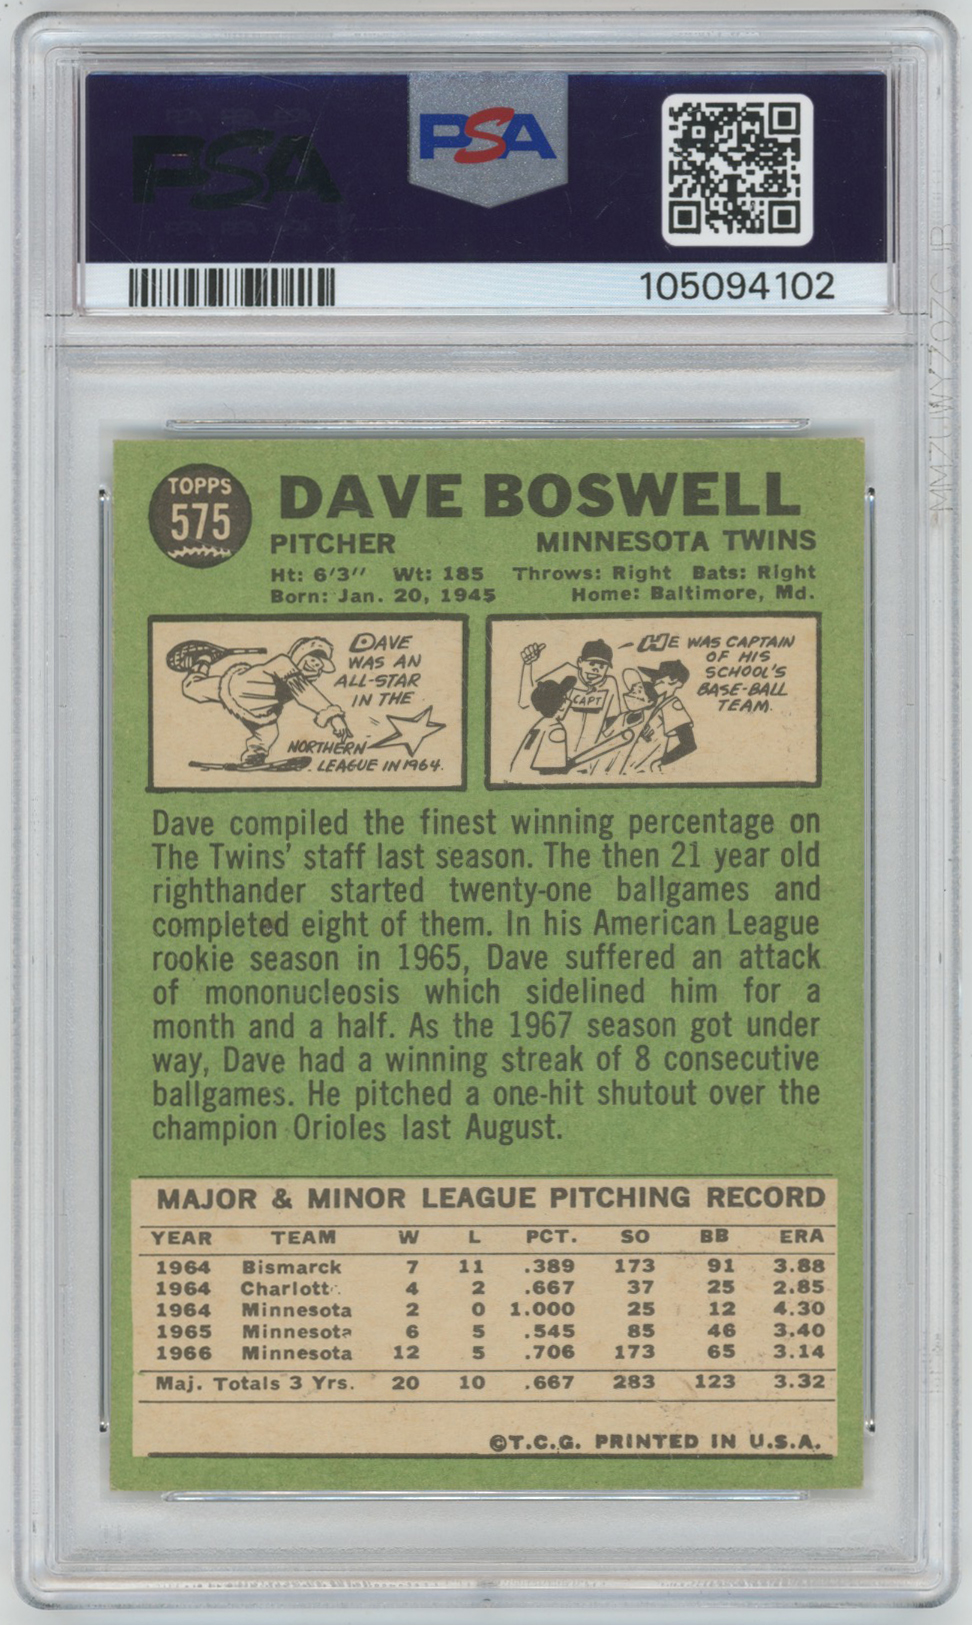 PSA
PSA
105094102
TOPPS
575
DAVE BOSWELL
PITCHER MINNESOTA TWINS
Ht: 6'3" Wt: 185 Throws: Right Bats: Right
Born: Jan. 20, 1945 Home: Baltimore, Md.
DAVE
WAS AN
ALL-STAR
IN THE
NORTHERN
LEAGUE IN 1964.
- HE WAS CAPTAIN
OF HIS
SCHOOL'S
BASE-BALL
TEAM.
CAPT
Dave compiled the finest winning percentage on
The Twins' staff last season. The then 21 year old
righthander started twenty-one ballgames and
completed eight of them. In his American League
rookie season in 1965, Dave suffered an attack
of mononucleosis which sidelined him for a
month and a half. As the 1967 season got under
way, Dave had a winning streak of 8 consecutive
ballgames. He pitched a one-hit shutout over the
champion Orioles last August.
MAJOR & MINOR LEAGUE PITCHING RECORD
YEAR TEAM W L PCT. SO BB ERA
1964 Bismarck 7 11 .389 173 91 3.88
1964 Charlott 4 2 .667 37 25 2.85
1964 Minnesota 2 0 1.000 25 12 4.30
1965 Minnesota 6 5 .545 85 46 3.40
1966 Minnesota 12 5 .706 173 65 3.14
Maj. Totals 3 Yrs. 20 10 .667 283 123 3.32
©T.C.G. PRINTED IN U.S.A.